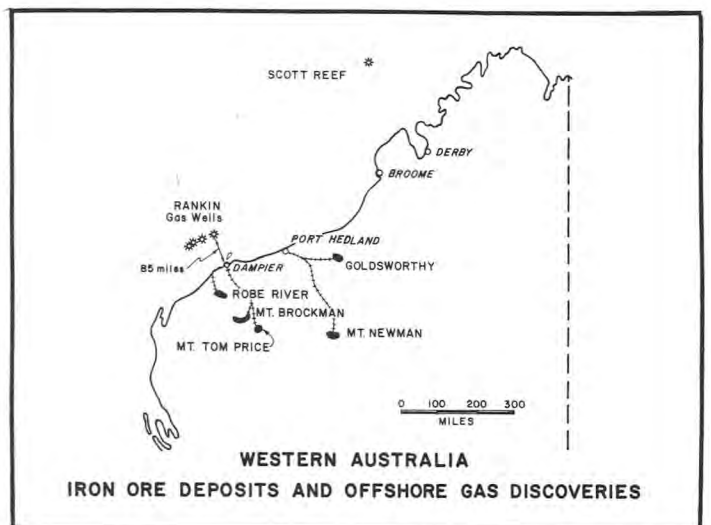 SCOTT REEF
DERBY
BROOME
RANKIN
Gas Wells
PORT HEDLAND
85 miles
DAMPIER
GOLDSWORTHY
ROBE RIVER
MT. BROCKMAN
MT. NEWMAN
MT. TOM PRICE
0 100 200 300
MILES
WESTERN AUSTRALIA
IRON ORE DEPOSITS AND OFFSHORE GAS DISCOVERIES